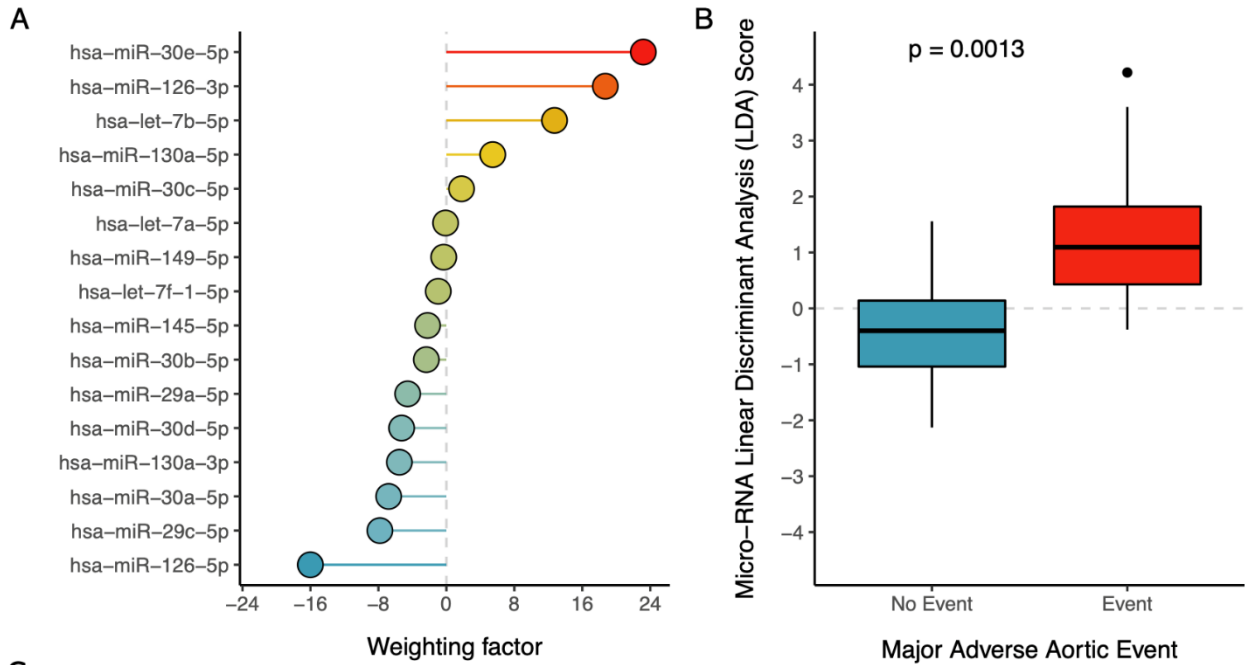 A
hsa-miR-30e-5p
hsa-miR-126-3p
hsa-let-7b-5p
hsa-miR-130a-5p
hsa-miR-30c-5p
hsa-let-7a-5p
hsa-miR-149-5p
hsa-let-7f-1-5p
hsa-miR-145-5p
hsa-miR-30b-5p
hsa-miR-29a-5p
hsa-miR-30d-5p
hsa-miR-130a-3p
hsa-miR-30a-5p
hsa-miR-29c-5p
hsa-miR-126-5p
-24 -16 -8 0 8 16 24
Weighting factor
B
Micro-RNA Linear Discriminant Analysis (LDA) Score
p = 0.0013
4
3
2
1
0
-1
-2
-3
-4
No Event Event
Major Adverse Aortic Event